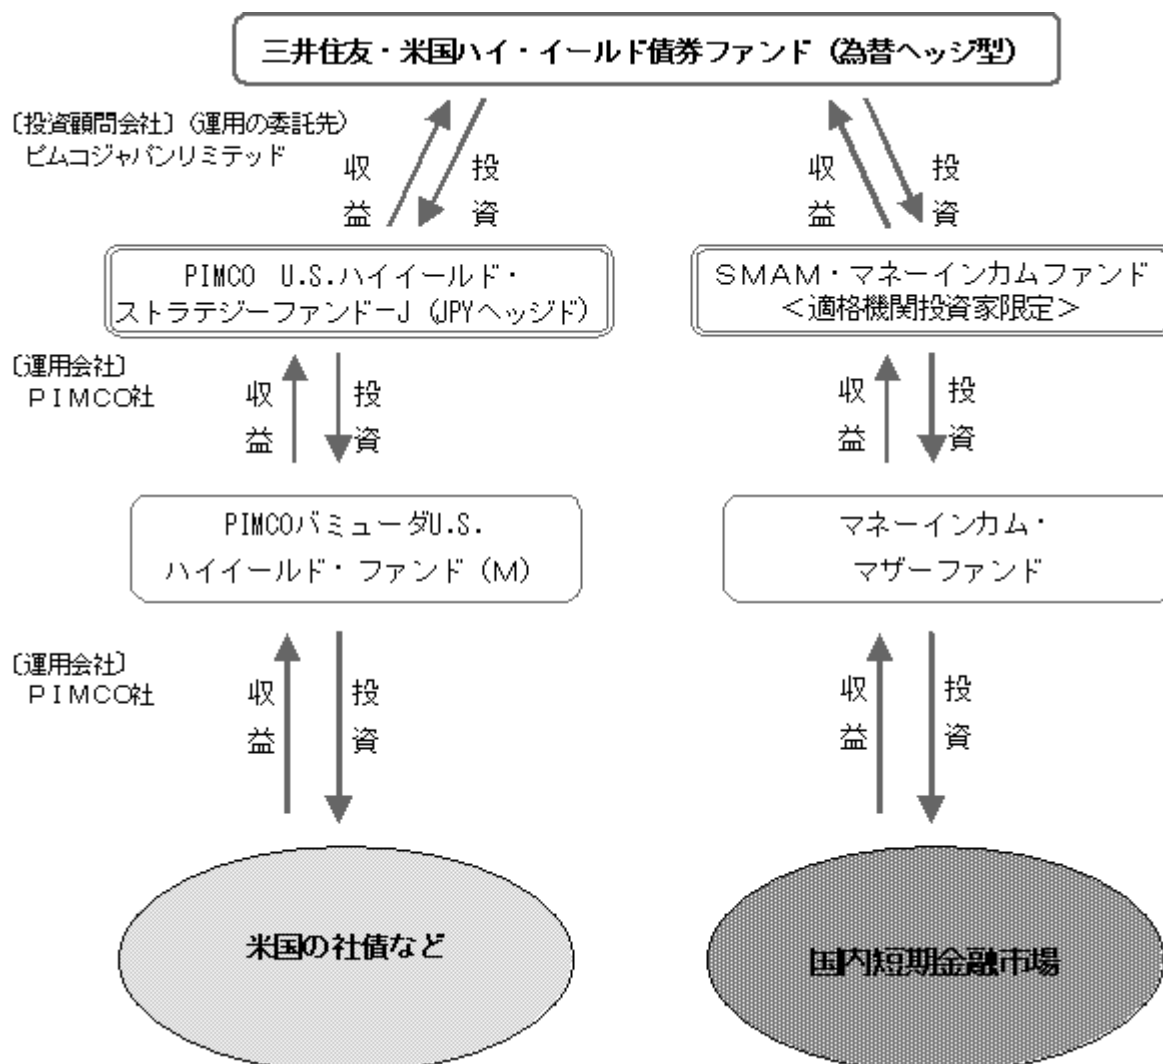 三井住友・米国ハイ・イールド債券ファンド（為替ヘッジ型）
〔投資顧問会社〕（運用の委託先）
ピムコジャパンリミテッド
収益
投資
収益
投資
PIMCO U.S.ハイイールド・
ストラテジーファンドーJ（JPYヘッジド）
ＳＭＡＭ・マネーインカムファンド
＜適格機関投資家限定＞
〔運用会社〕
ＰＩＭＣＯ社
収益
投資
収益
投資
PIMCOバミューダU.S.
ハイイールド・ファンド（Ｍ）
マネーインカム・
マザーファンド
〔運用会社〕
ＰＩＭＣＯ社
収益
投資
収益
投資
米国の社債など
国内短期金融市場